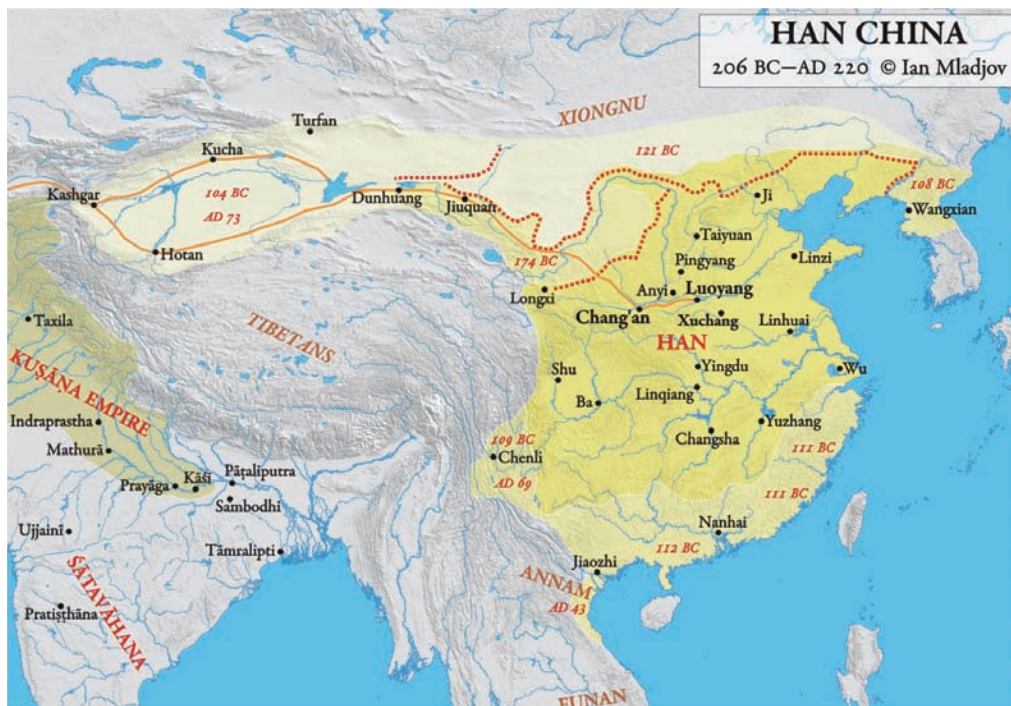 HAN CHINA
206 BC—AD 220 © Ian Mladjov
XIONGNU
Turfan
Kucha
121 BC
104 BC
AD 73
Kashgar
Dunhuang
Jiuquan
Ji
108 BC
Wangxian
Hotan
Taiyuan
174 BC
Pingyang
Linzi
Longxi
Anyi
Luoyang
Chang'an
Xuchang
Linhuai
Taxila
TIBETANS
HAN
KUṢĀṆA EMPIRE
Shu
Yingdu
Wu
Ba
Linqiang
Indraprastha
Yuzhang
Mathurā
109 BC
Changsha
111 BC
Chenli
Prayāga
Kāśī
Pāṭaliputra
AD 69
111 BC
Sambodhi
Ujjainī
Nanhai
Tāmralipti
112 BC
Jiaozhi
ŚĀTAVĀHANA
ANNAM
Pratiṣṭhāna
AD 43
FUNAN